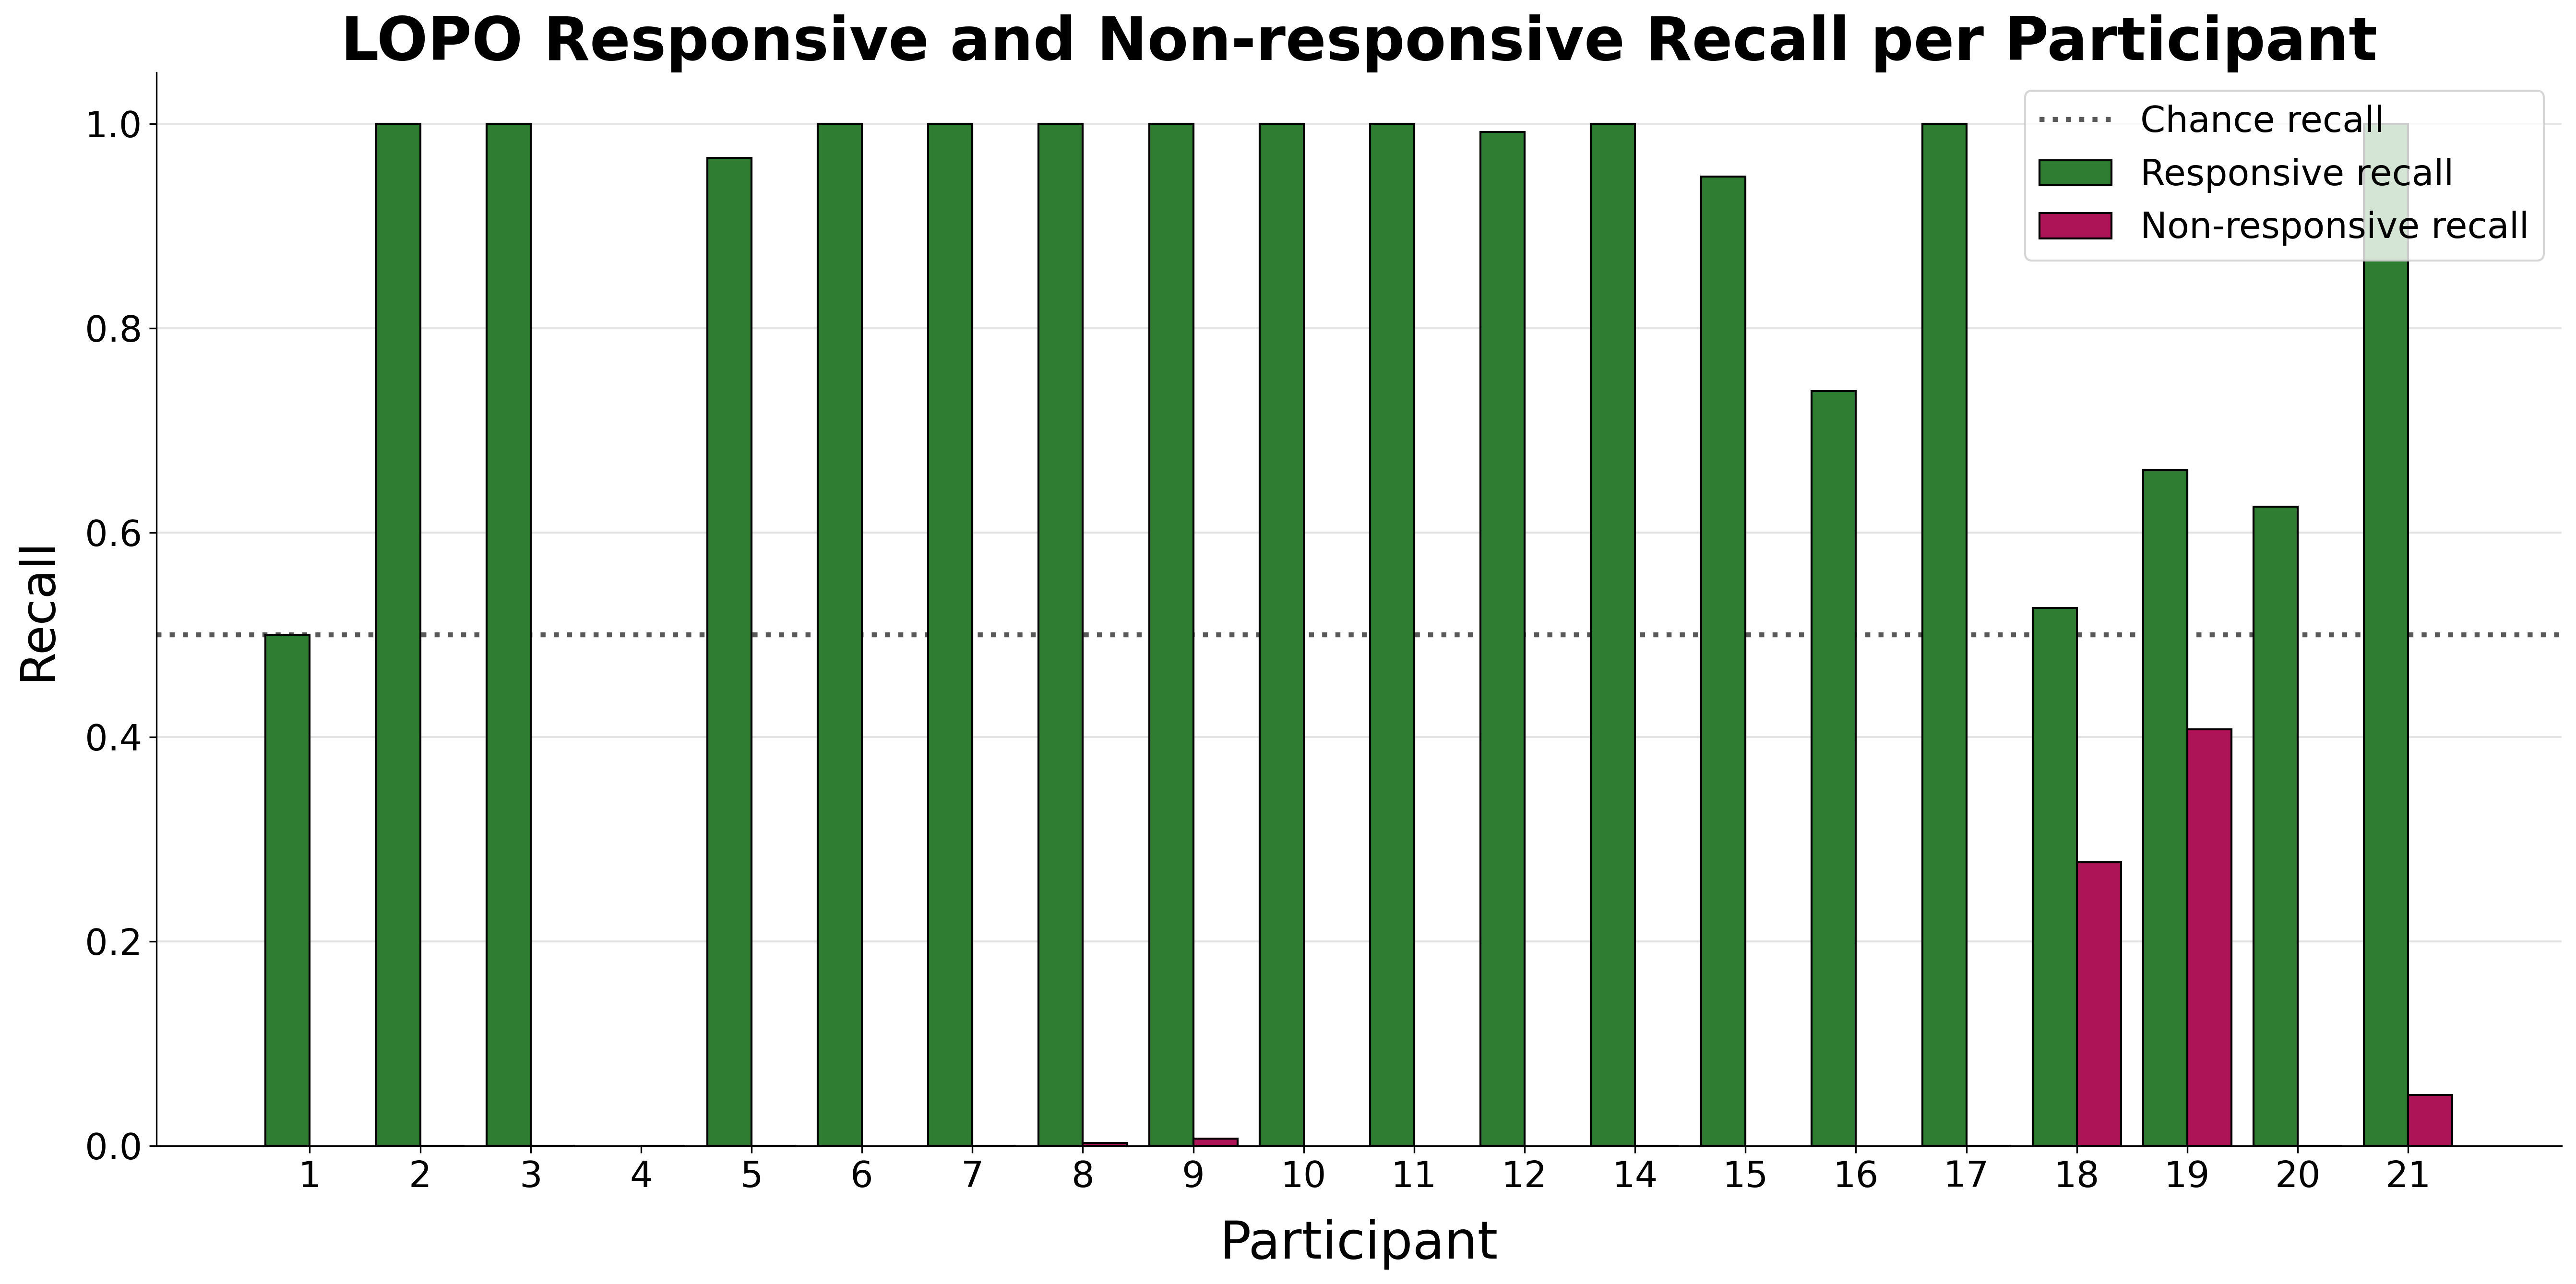 LOPO Responsive and Non-responsive Recall per Participant
Chance recall
Responsive recall
Non-responsive recall
1.0
0.8
0.6
0.4
0.2
0.0
Recall
1 2 3 4 5 6 7 8 9 10 11 12 14 15 16 17 18 19 20 21
Participant